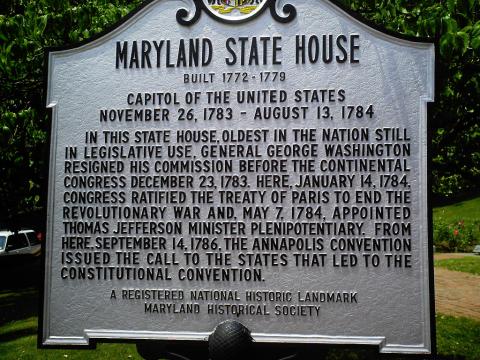 MARYLAND STATE HOUSE
BUILT 1772-1779
CAPITOL OF THE UNITED STATES
NOVEMBER 26, 1783 - AUGUST 13, 1784
IN THIS STATE HOUSE, OLDEST IN THE NATION STILL
IN LEGISLATIVE USE, GENERAL GEORGE WASHINGTON
RESIGNED HIS COMMISSION BEFORE THE CONTINENTAL
CONGRESS DECEMBER 23, 1783. HERE, JANUARY 14, 1784,
CONGRESS RATIFIED THE TREATY OF PARIS TO END THE
REVOLUTIONARY WAR AND, MAY 7, 1784, APPOINTED
THOMAS JEFFERSON MINISTER PLENIPOTENTIARY. FROM
HERE, SEPTEMBER 14, 1786, THE ANNAPOLIS CONVENTION
ISSUED THE CALL TO THE STATES THAT LED TO THE
CONSTITUTIONAL CONVENTION.
A REGISTERED NATIONAL HISTORIC LANDMARK
MARYLAND HISTORICAL SOCIETY